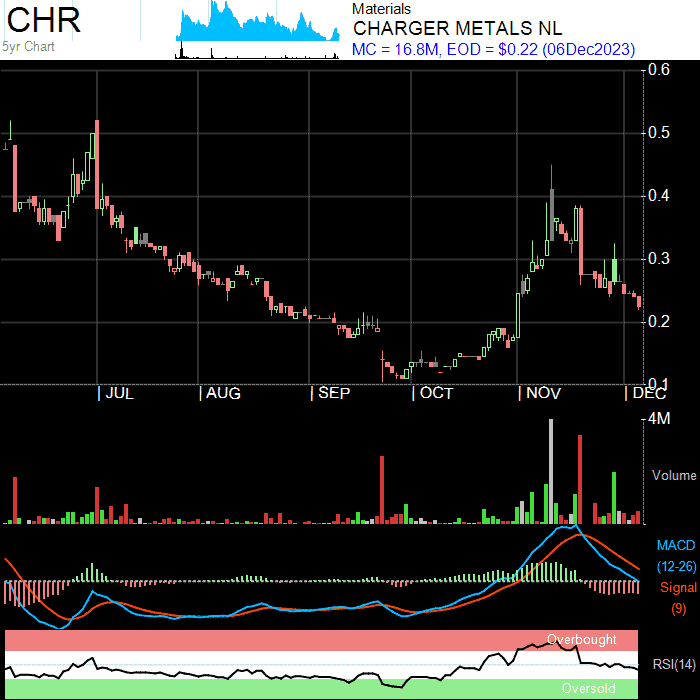 CHR
5yr Chart
Materials
CHARGER METALS NL
MC = 16.8M, EOD = $0.22 (06Dec2023)
0.6
0.5
0.4
0.3
0.2
0.1
JUL
AUG
SEP
OCT
NOV
DEC
4M
Volume
MACD
(12-26)
Signal
(9)
Overbought
RSI(14)
Oversold